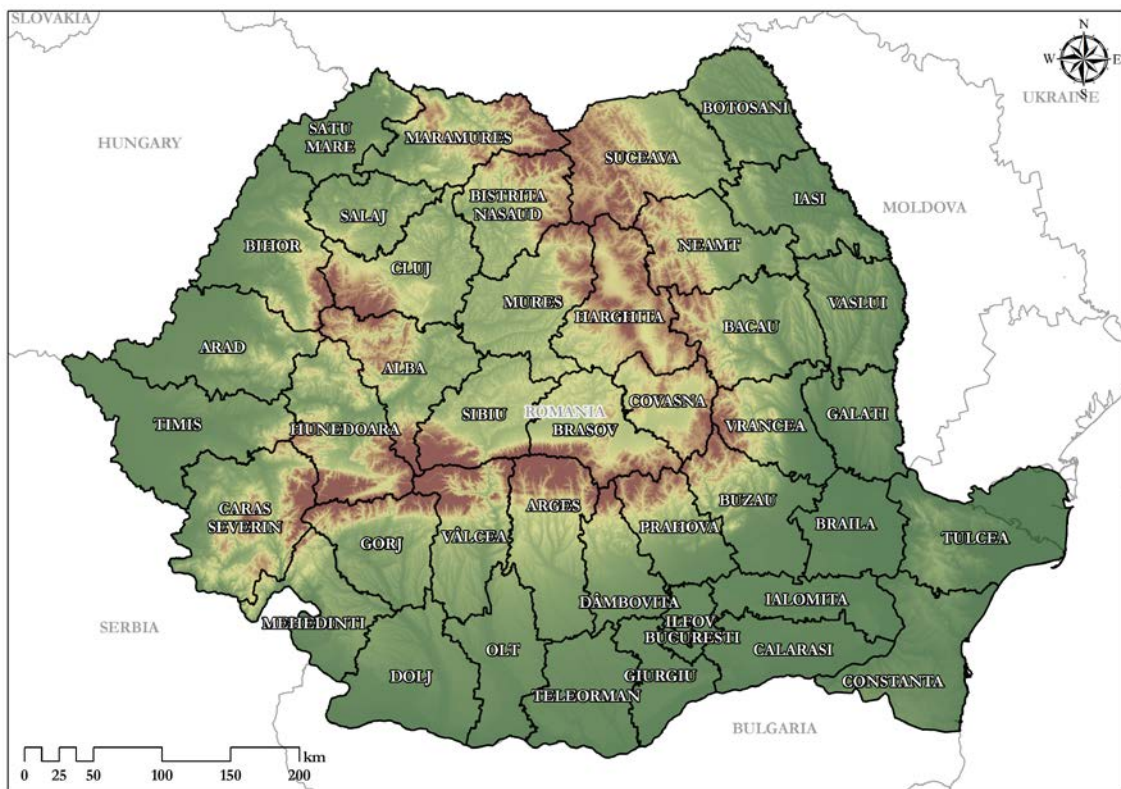 SLOVAKIA
N
W
E
S
BOTOSANI
UKRAINE
SATU
MARE
MARAMURES
HUNGARY
SUCEAVA
BISTRITA
NASAUD
IASI
SALAJ
MOLDOVA
BIHOR
NEAMT
CLUJ
MURES
VASLUI
HARGHITA
BACAU
ARAD
ALBA
COVASNA
SIBIU
ROMANIA
TIMIS
HUNEDOARA
BRASOV
VRANCEA
GALATI
CARAS
SEVERIN
ARGES
BUZAU
PRAHOVA
BRAILA
GORJ
VÂLCEA
TULCEA
DÂMBOVITA
IALOMITA
SERBIA
MEHEDINTI
ILFOV
BUCURESTI
OLT
CALARASI
DOLJ
GIURGIU
CONSTANTA
TELEORMAN
BULGARIA
km
0 25 50 100 150 200